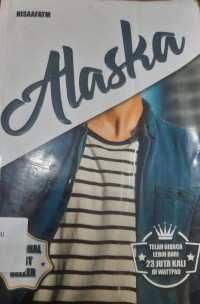 NISAAFATM
Alaska
TELAH DIBACA
LEBIH DARI
23 JUTA KALI
DI WATTPAD